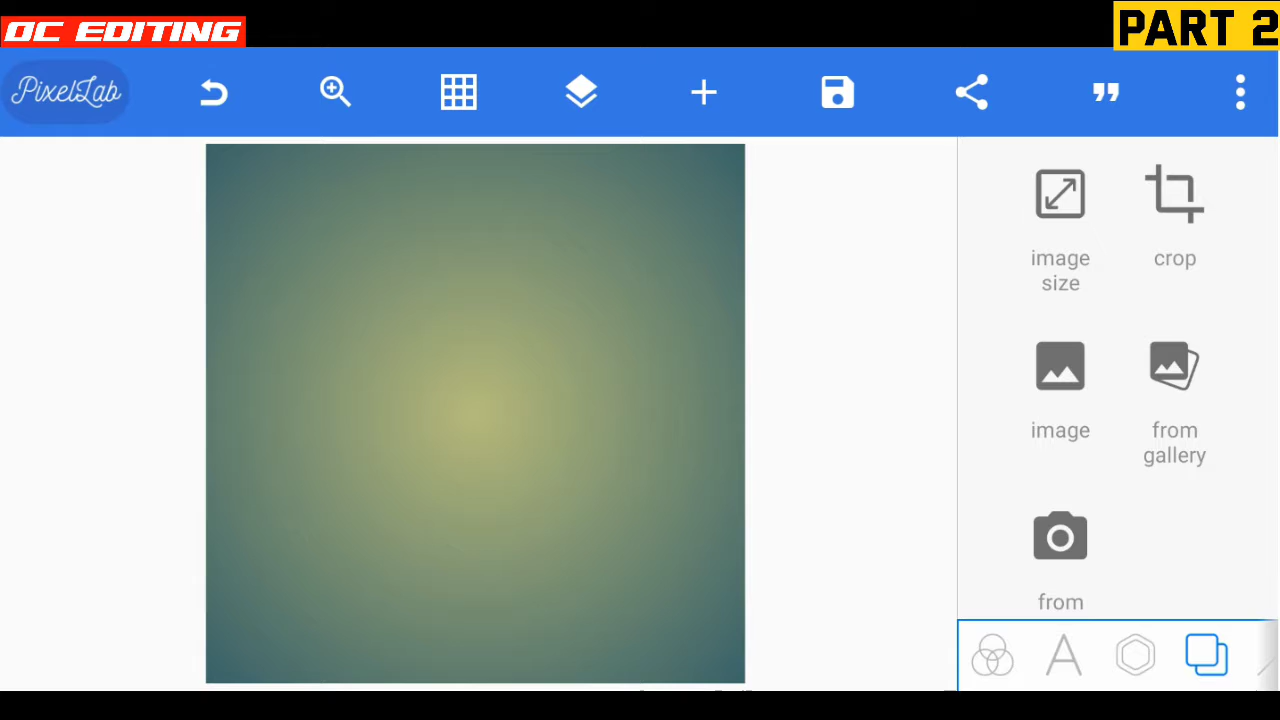 OC EDITING
PART 2
PixelLab
image
size
crop
image
from
gallery
from